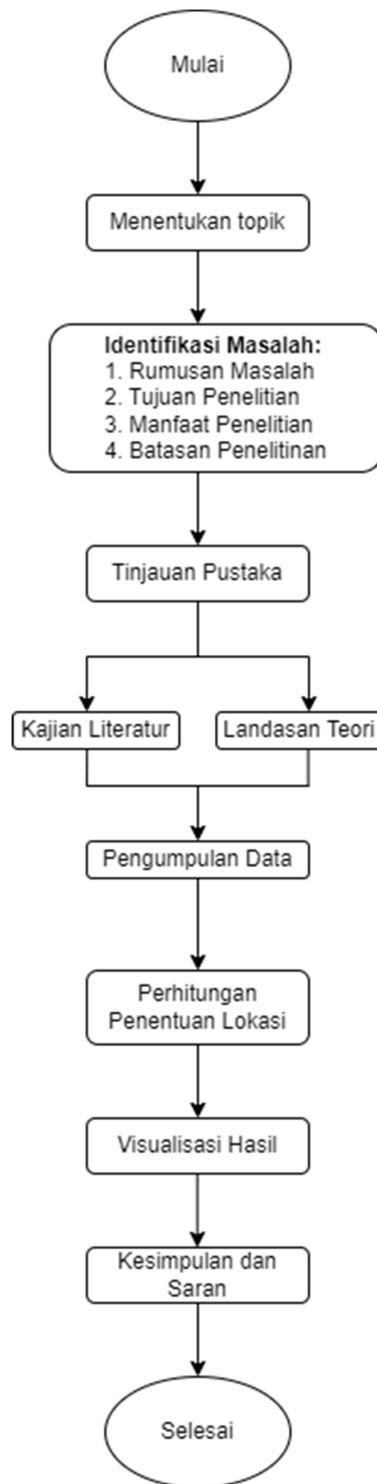 Mulai
Menentukan topik
Identifikasi Masalah:
1. Rumusan Masalah
2. Tujuan Penelitian
3. Manfaat Penelitian
4. Batasan Penelitinan
Tinjauan Pustaka
Kajian Literatur
Landasan Teori
Pengumpulan Data
Perhitungan
Penentuan Lokasi
Visualisasi Hasil
Kesimpulan dan
Saran
Selesai